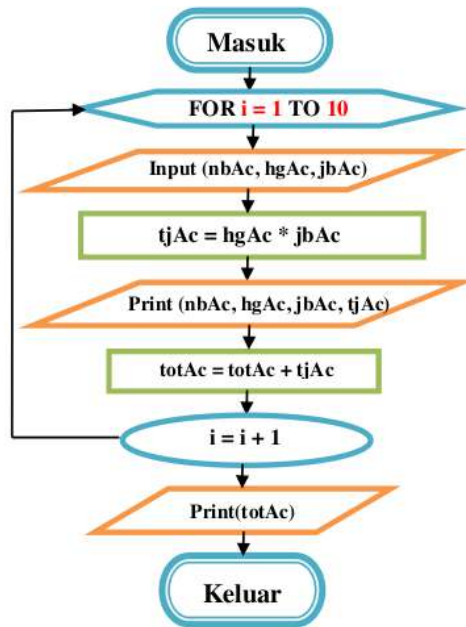 Masuk
FOR i = 1 TO 10
Input (nbAc, hgAc, jbAc)
tjAc = hgAc * jbAc
Print (nbAc, hgAc, jbAc, tjAc)
totAc = totAc + tjAc
i = i + 1
Print(totAc)
Keluar